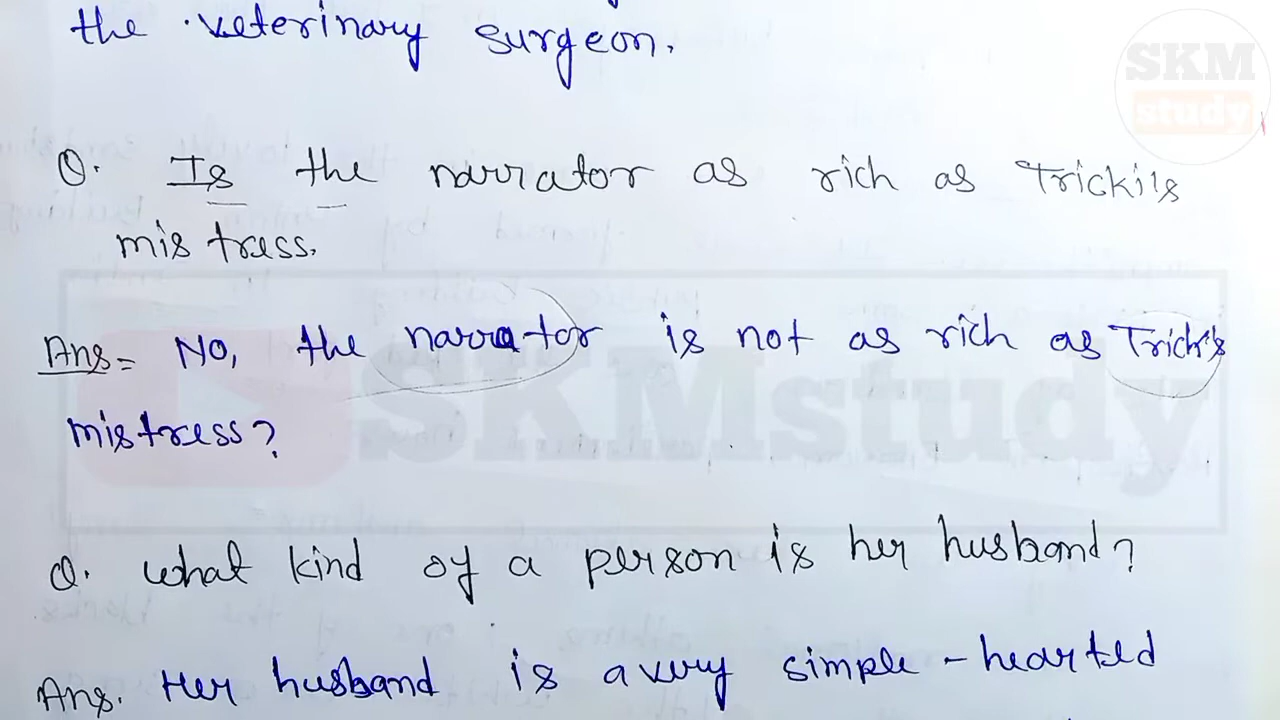 the veterinary surgeon.
SKM
study
Q. Is the narrator as rich as Tricki's
mistress.
Ans = No, the narrator is not as rich as Trick's
mistress?
SKMstudy
Q. What kind of a person is her husband?
Ans. Her husband is a very simple - hearted